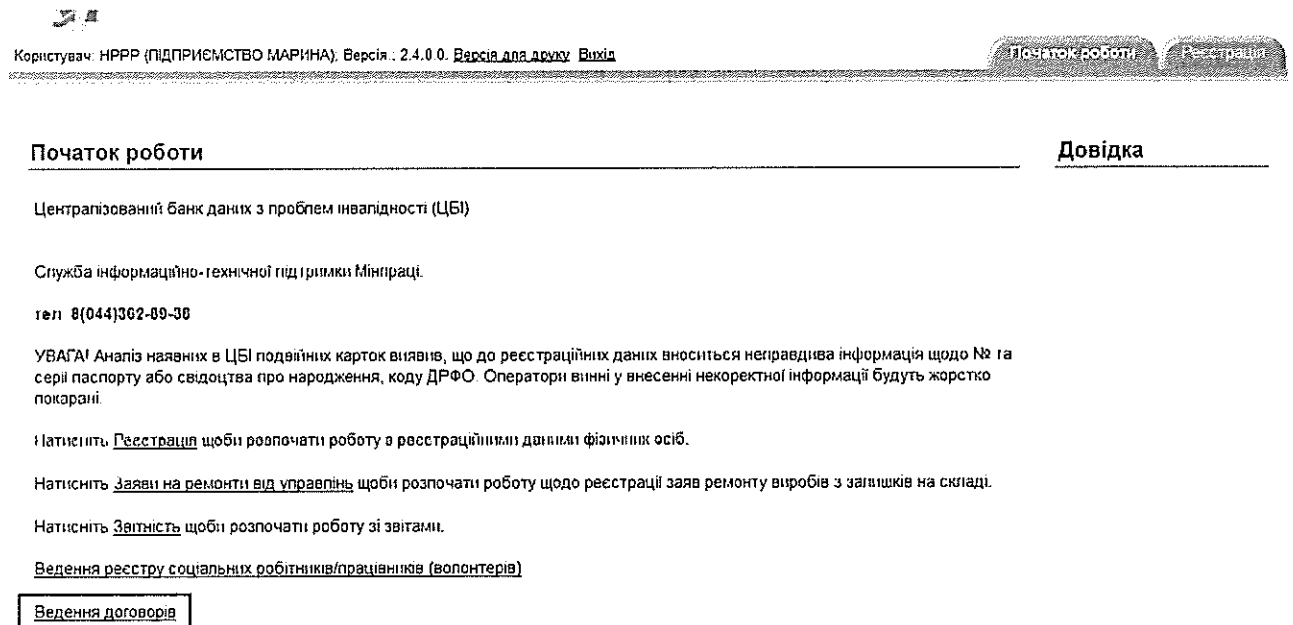 Користувач: НРРР (ПІДПРИЄМСТВО МАРИНА); Версія.: 2.4.0.0. Версія для друку Вихід
Початок роботи Реєстрація
Початок роботи
Довідка
Централізований банк даних з проблем інвалідності (ЦБІ)
Служба інформаційно-технічної підтримки Мінпраці.
тел 8(044)362-89-38
УВАГА! Аналіз наявних в ЦБІ подвійних карток виявив, що до реєстраційних даних вноситься неправдива інформація щодо № та
серії паспорту або свідоцтва про народження, коду ДРФО. Оператори винні у внесенні некоректної інформації будуть жорстко
покарані.
Натисніть Реєстрація щоби розпочати роботу з реєстраційними даними фізичних осіб.
Натисніть Заяви на ремонти від управлінь щоби розпочати роботу щодо реєстрації заяв ремонту виробів з залишків на складі.
Натисніть Звітність щоби розпочати роботу зі звітами.
Ведення реєстру соціальних робітників/працівників (волонтерів)
Ведення договорів